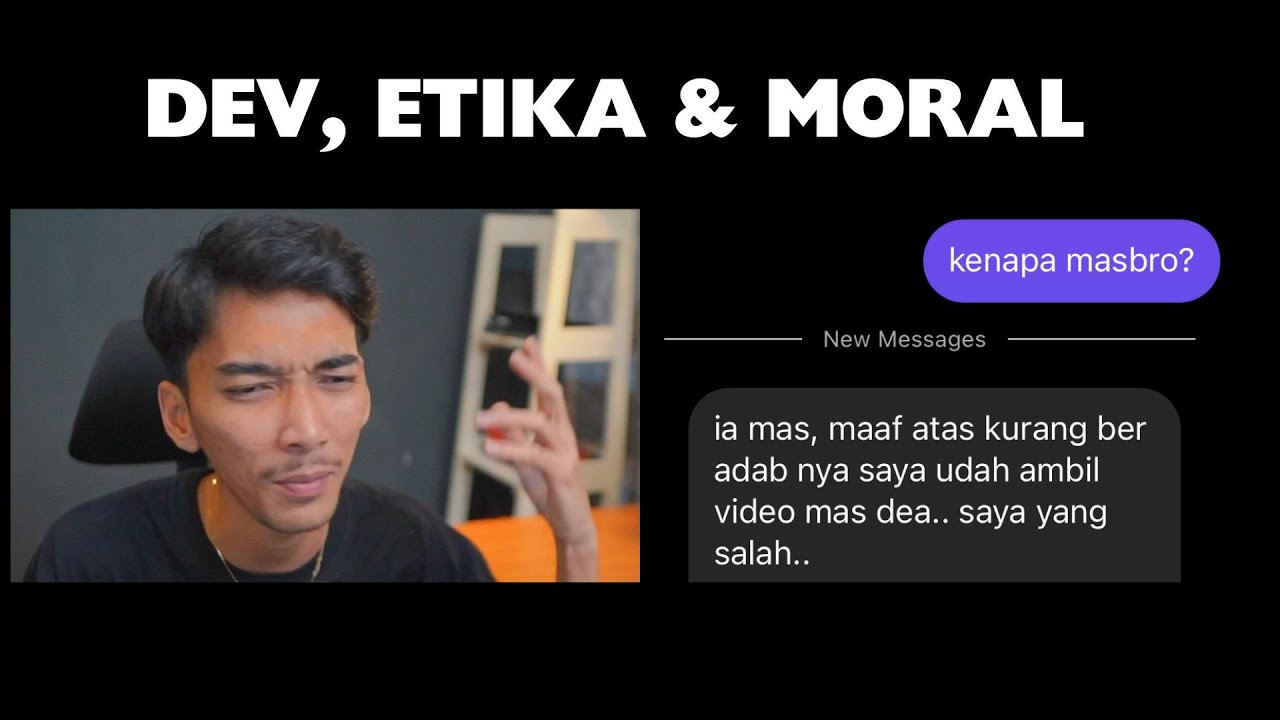 DEV, ETIKA & MORAL
kenapa masbro?
New Messages
ia mas, maaf atas kurang ber
adab nya saya udah ambil
video mas dea.. saya yang
salah..